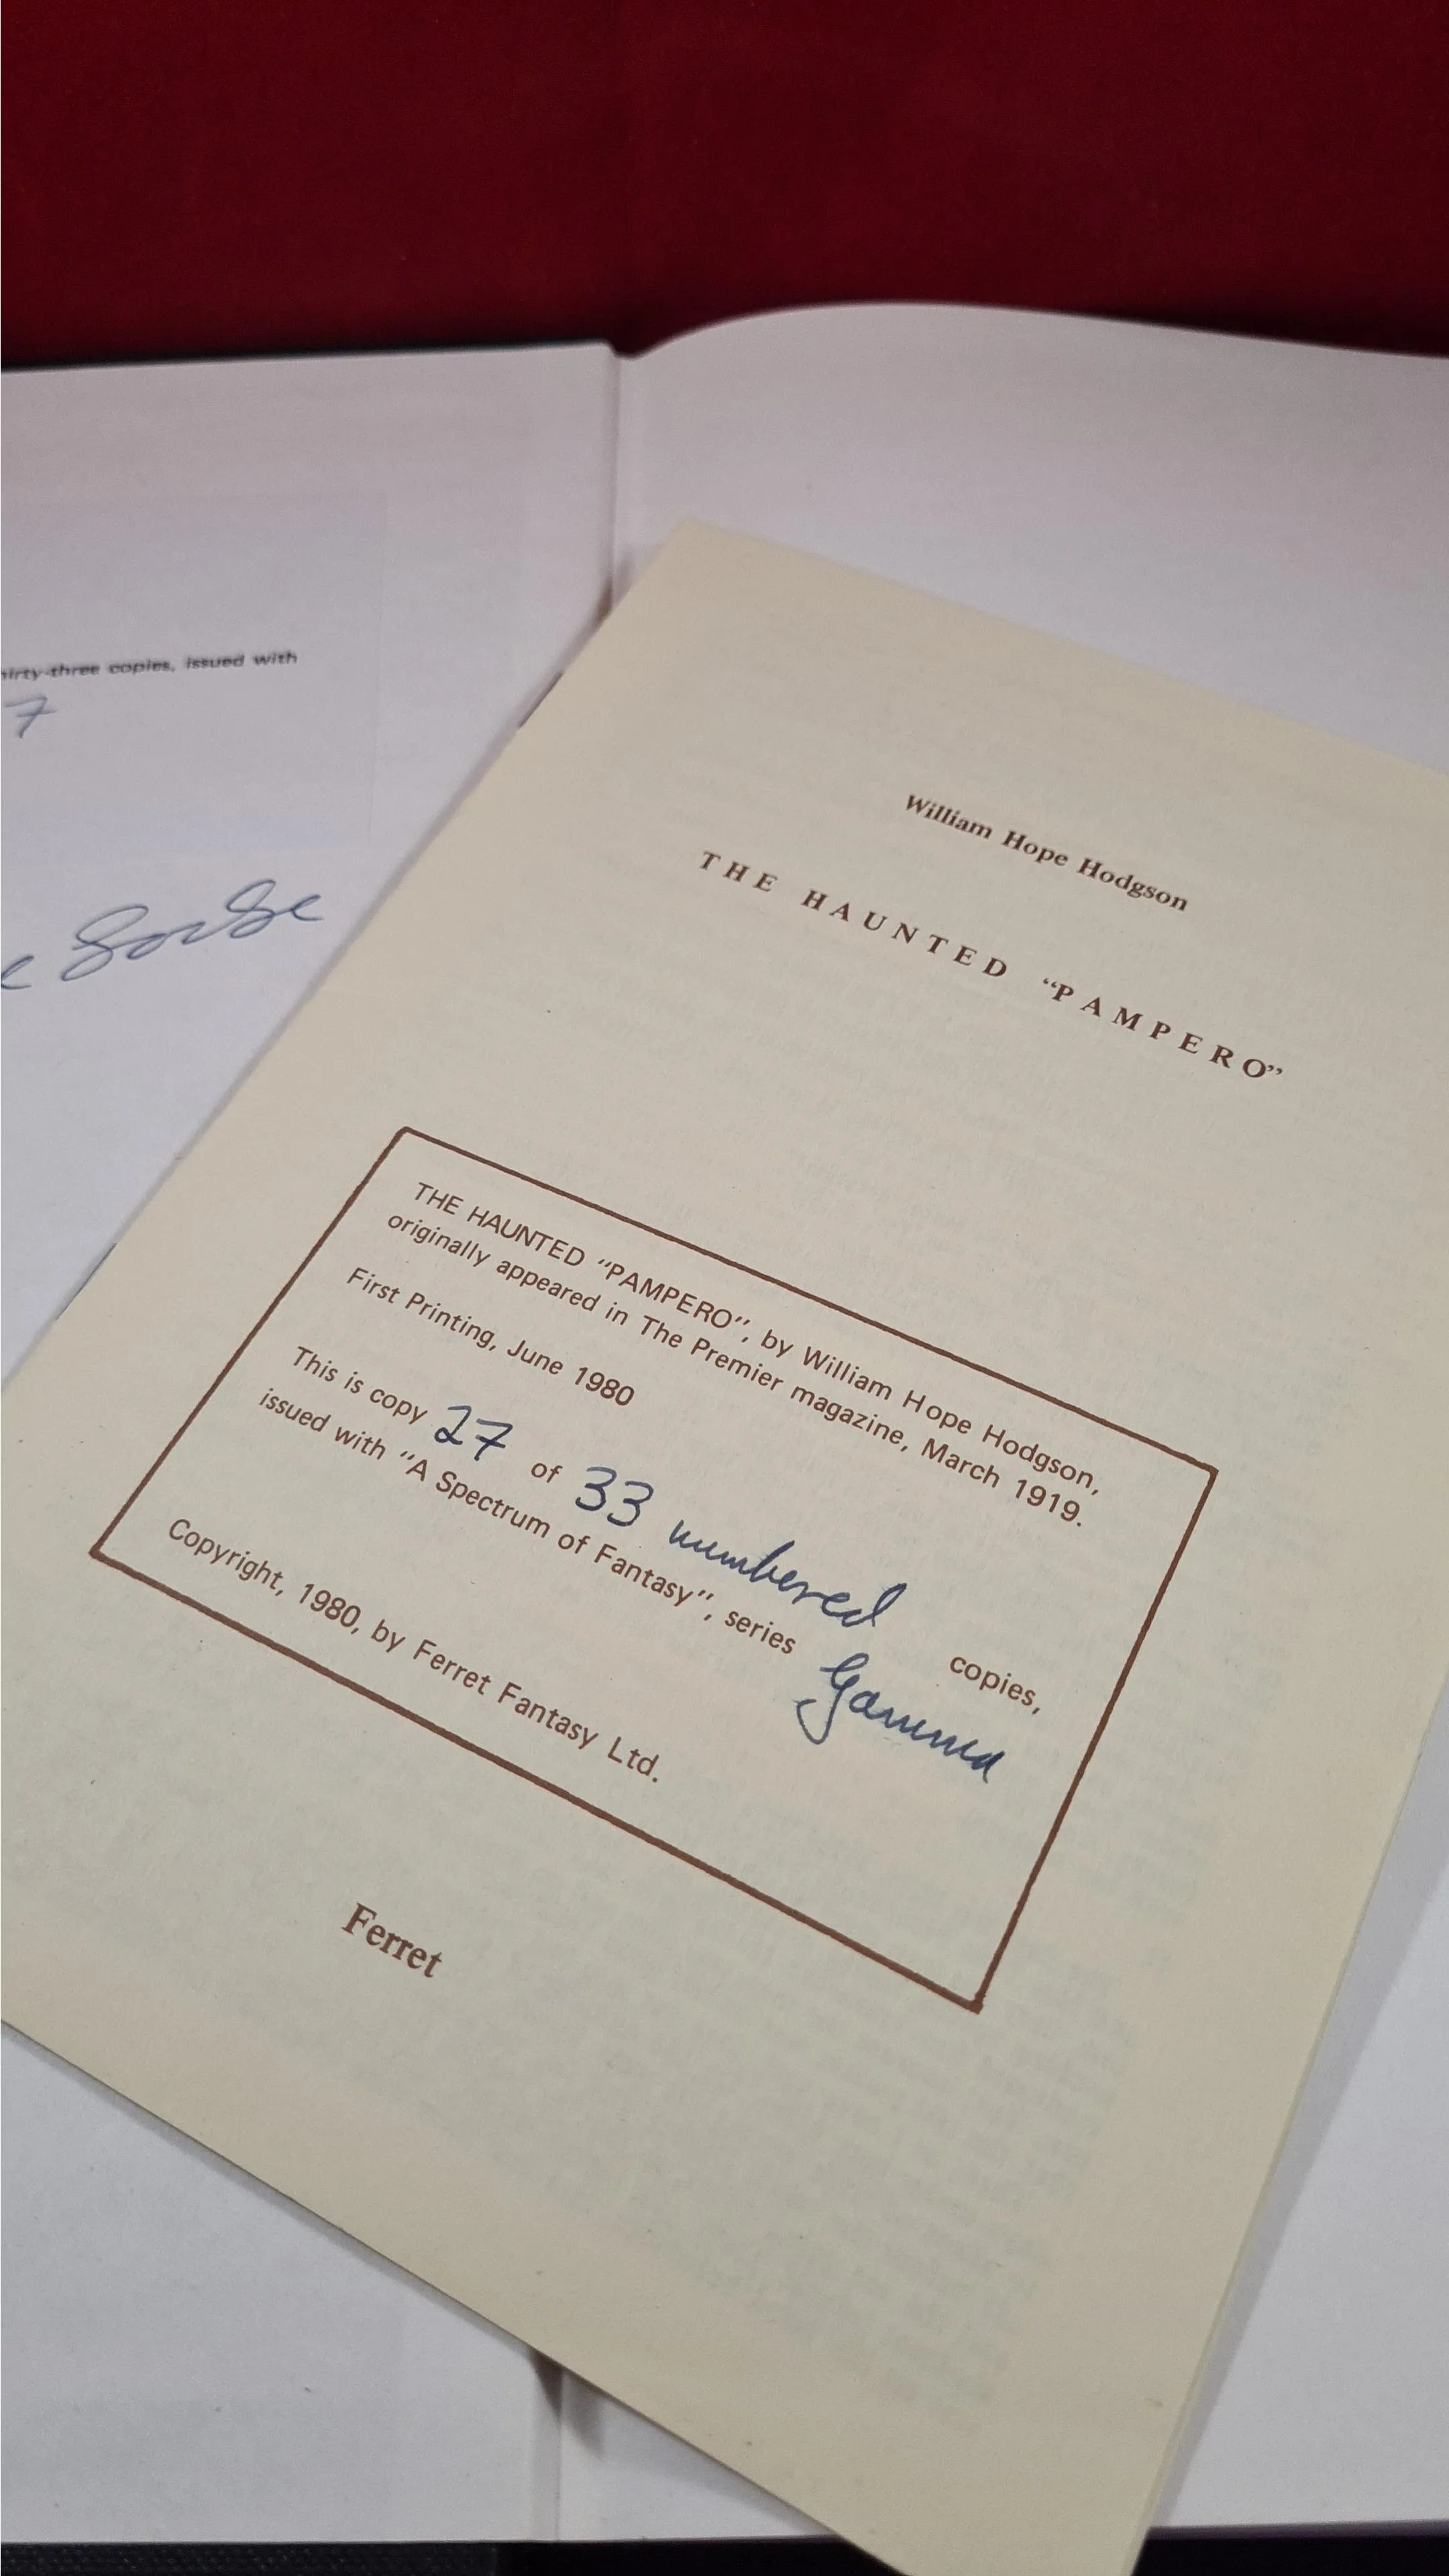 -three copies, issued with
7
William Hope Hodgson
THE HAUNTED “PAMPERO”
THE HAUNTED “PAMPERO”, by William Hope Hodgson,
originally appeared in The Premier magazine, March 1919.
First Printing, June 1980
This is copy 27 of 33 numbered copies,
issued with “A Spectrum of Fantasy”, series Gamma
Copyright, 1980, by Ferret Fantasy Ltd.
Ferret